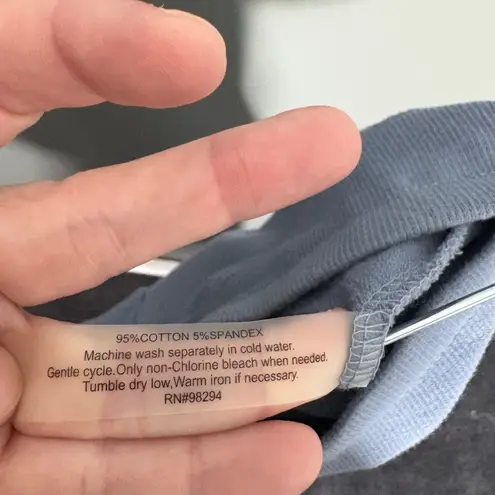 95%COTTON 5%SPANDEX
Machine wash separately in cold water.
Gentle cycle.Only non-Chlorine bleach when needed.
Tumble dry low,Warm iron if necessary.
RN#98294